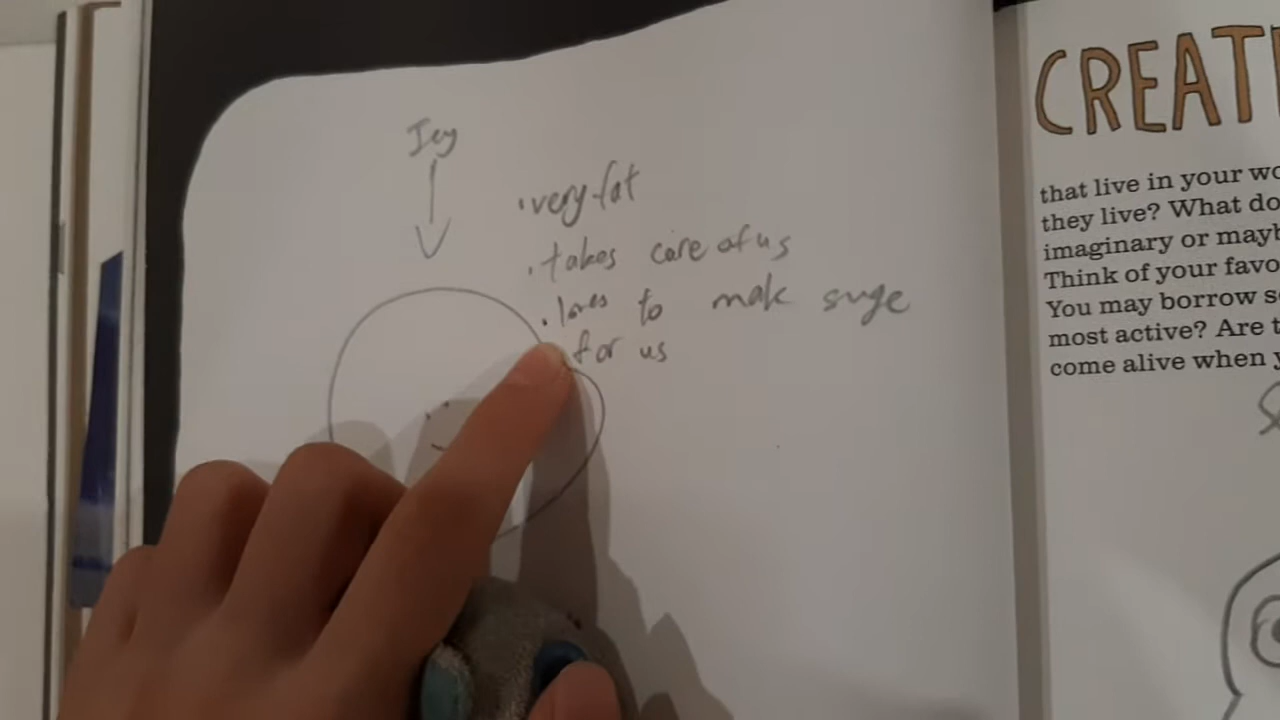 Icy
· very fat
· takes care of us
· loves to mak suge
for us
CREAT
that live in your wo
they live? What do
imaginary or mayb
Think of your favo
You may borrow so
most active? Are t
come alive when y